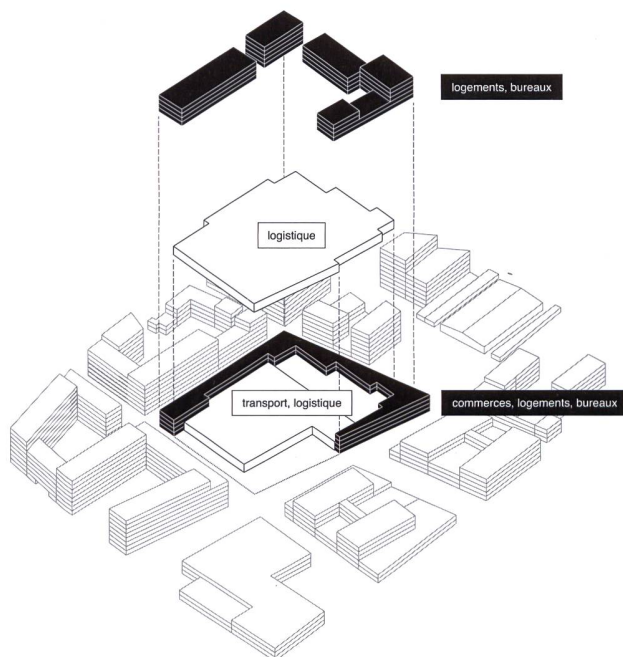 logements, bureaux
logistique
transport, logistique
commerces, logements, bureaux